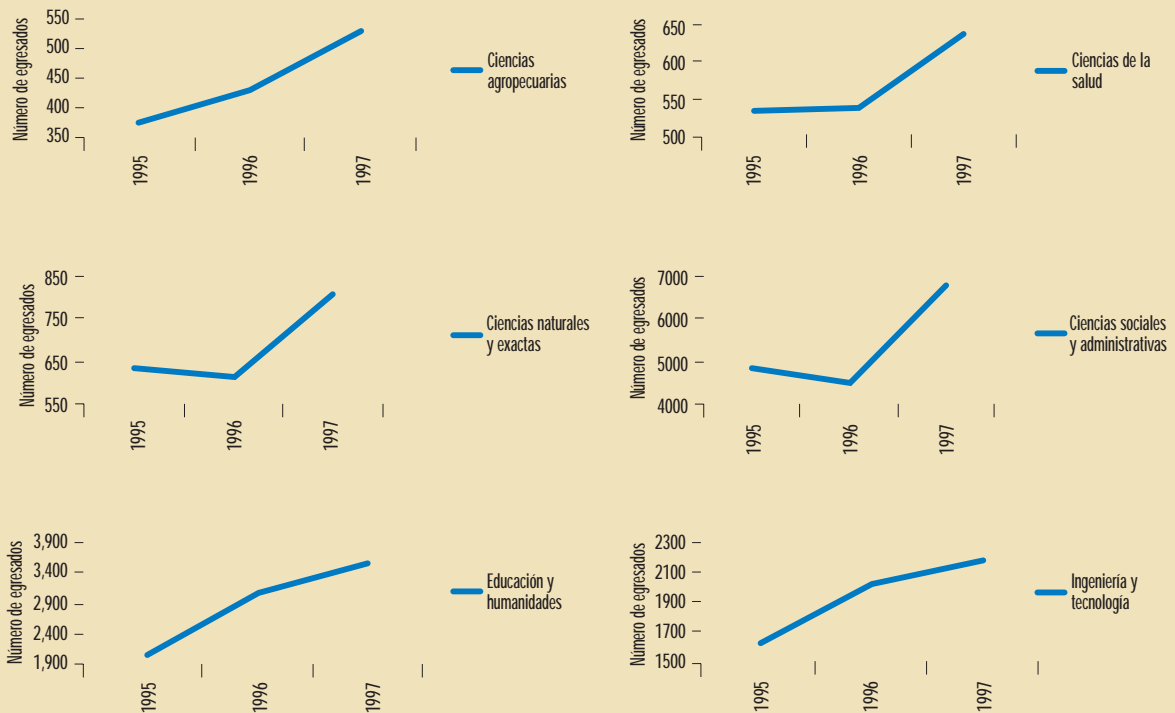 Número de egresados
550
500
450
400
350
1995
1996
1997
Ciencias
agropecuarias
Número de egresados
650
600
550
500
1995
1996
1997
Ciencias de la
salud
Número de egresados
850
750
650
550
1995
1996
1997
Ciencias naturales
y exactas
Número de egresados
7000
6000
5000
4000
1995
1996
1997
Ciencias sociales
y administrativas
Número de egresados
3,900
3,400
2,900
2,400
1,900
1995
1996
1997
Educación y
humanidades
Número de egresados
2300
2100
1900
1700
1500
1995
1996
1997
Ingeniería y
tecnología